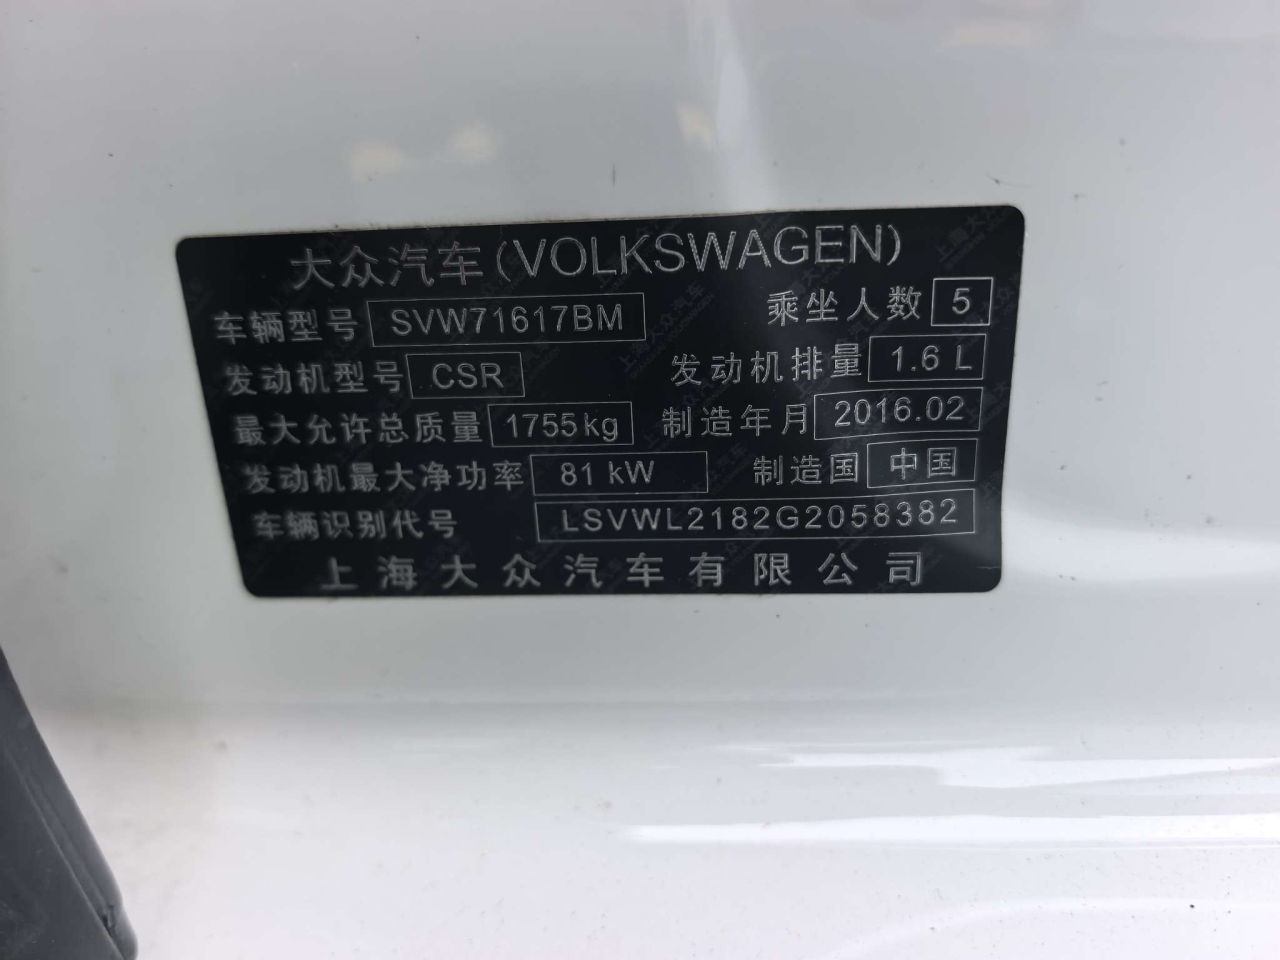 大众汽车(VOLKSWAGEN)
车辆型号 SVW71617BM 乘坐人数 5
发动机型号 CSR 发动机排量 1.6 L
最大允许总质量 1755kg 制造年月 2016.02
发动机最大净功率 81 kW 制造国 中国
车辆识别代号 LSVWL2182G2058382
上海大众汽车有限公司